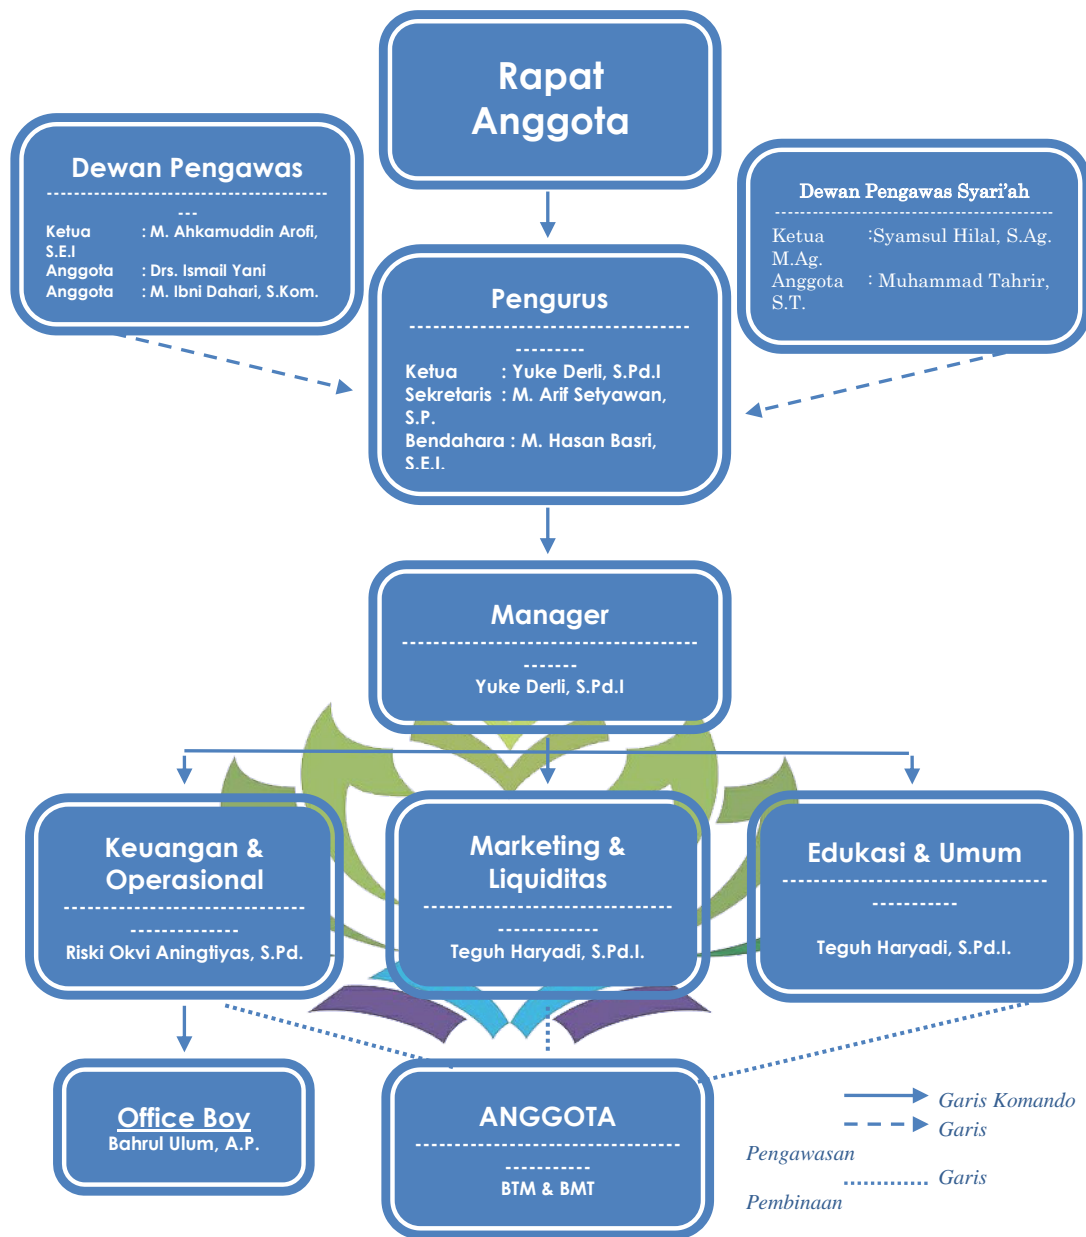 Rapat
Anggota
Dewan Pengawas
---------------------------------
---
Ketua : M. Ahkamuddin Arofi,
S.E.I
Anggota : Drs. Ismail Yani
Anggota : M. Ibni Dahari, S.Kom.
Dewan Pengawas Syari'ah
---------------------------------------------
Ketua :Syamsul Hilal, S.Ag.
M.Ag.
Anggota : Muhammad Tahrir,
S.T.
Pengurus
---------------------------------
---------
Ketua : Yuke Derli, S.Pd.I
Sekretaris : M. Arif Setyawan,
S.P.
Bendahara : M. Hasan Basri,
S.E.I.
Manager
---------------------------------------
-------
Yuke Derli, S.Pd.I
Keuangan &
Operasional
-----------------------------
-------------
Riski Okvi Aningtiyas, S.Pd.
Marketing &
Liquiditas
-------------------------------
------------
Teguh Haryadi, S.Pd.I.
Edukasi & Umum
-----------------------------------
-----------
Teguh Haryadi, S.Pd.I.
Office Boy
Bahrul Ulum, A.P.
ANGGOTA
-------------------------------
----------
BTM & BMT
Garis Komando
Garis
Pengawasan
Garis
Pembinaan